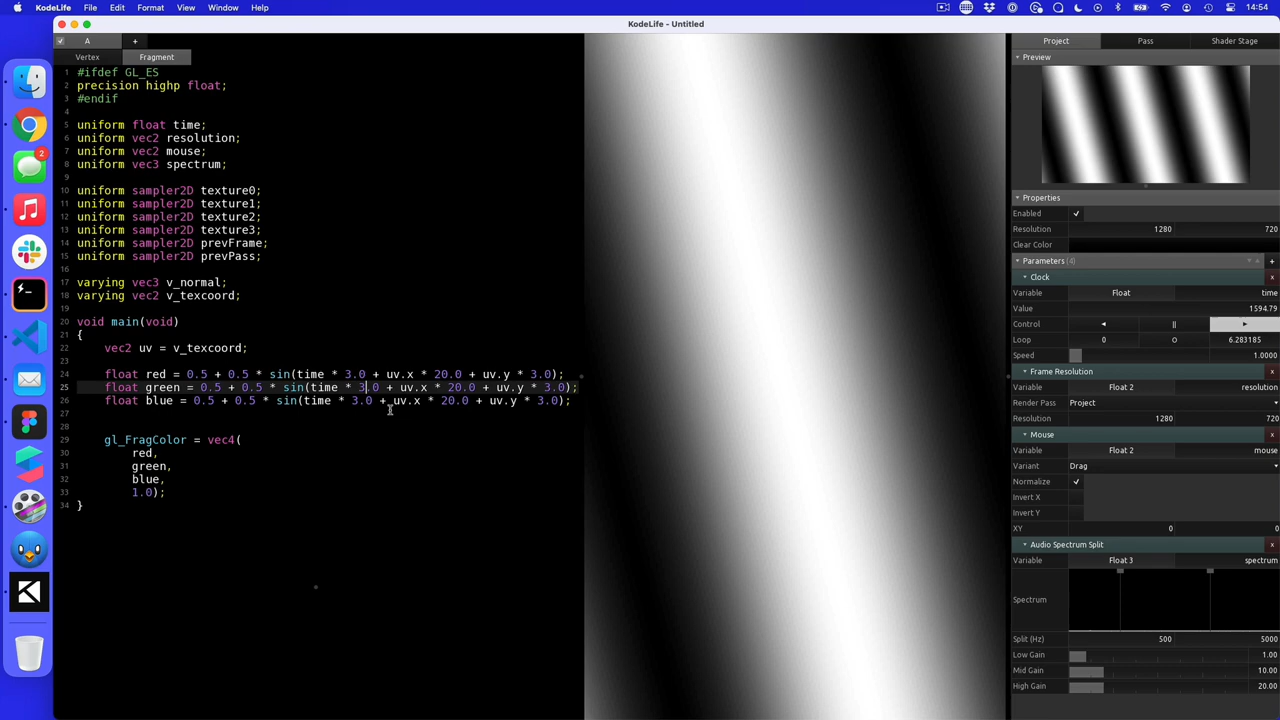 KodeLife File Edit Format View Windows Help 14:54
KodeLife - Untitled
A +
Vertex Fragment
1 #ifdef GL_ES
2 precision highp float;
3 #endif
4
5 uniform float time;
6 uniform vec2 resolution;
7 uniform vec2 mouse;
8 uniform vec3 spectrum;
9
10 uniform sampler2D texture0;
11 uniform sampler2D texture1;
12 uniform sampler2D texture2;
13 uniform sampler2D texture3;
14 uniform sampler2D prevFrame;
15 uniform sampler2D prevPass;
16
17 varying vec3 v_normal;
18 varying vec2 v_texcoord;
19
20 void main(void)
21 {
22 vec2 uv = v_texcoord;
23
24 float red = 0.5 + 0.5 * sin(time * 3.0 + uv.x * 20.0 + uv.y * 3.0);
25 float green = 0.5 + 0.5 * sin(time * 3.0 + uv.x * 20.0 + uv.y * 3.0);
26 float blue = 0.5 + 0.5 * sin(time * 3.0 + uv.x * 20.0 + uv.y * 3.0);
27
28
29 gl_FragColor = vec4(
30 red,
31 green,
32 blue,
33 1.0);
34 }
2
Project Pass Shader Stage
Preview
Properties
Enabled
Resolution 1280 720
Clear Color
Parameters (4) +
Clock x
Variable Float time
Value 1594.79
Control
Loop 0 6.283185
Speed 1.0000
Frame Resolution x
Variable Float 2 resolution
Render Pass Project
Resolution 1280 720
Mouse x
Variable Float 2 mouse
Variant Drag
Normalize
Invert X
Invert Y
XY 0 0
Audio Spectrum Split x
Variable Float 3 spectrum
Spectrum
Split (Hz) 500 5000
Low Gain 1.00
Mid Gain 10.00
High Gain 20.00